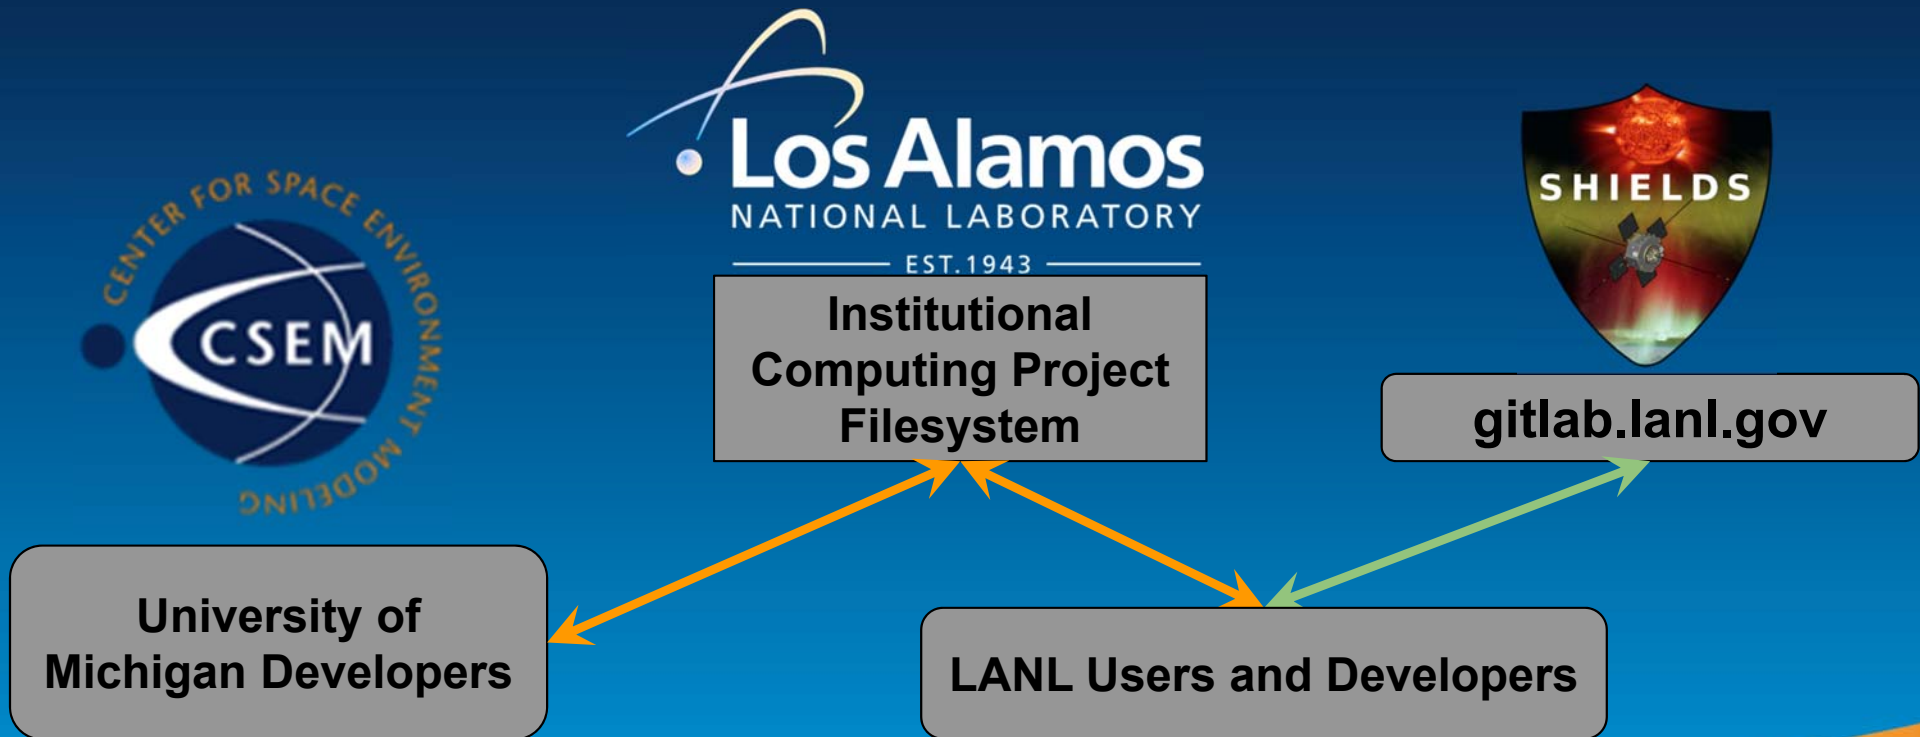 CENTER FOR SPACE ENVIRONMENT MODELING
CSEM
Los Alamos
NATIONAL LABORATORY
EST.1943
SHIELDS
Institutional
Computing Project
Filesystem
gitlab.lanl.gov
University of
Michigan Developers
LANL Users and Developers